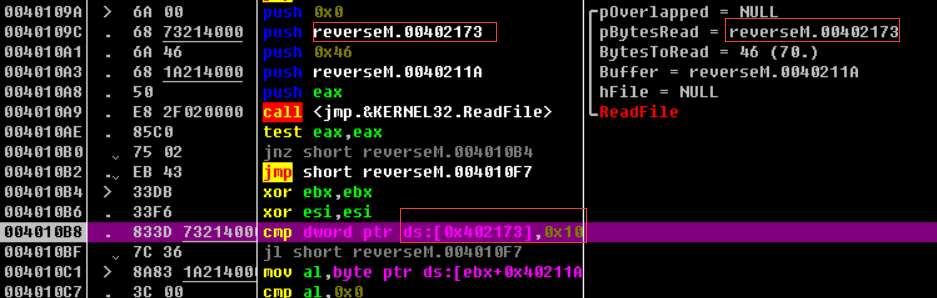 0040109A > 6A 00 push 0x0 pOverlapped = NULL
0040109C . 68 73214000 push reverseM.00402173 pBytesRead = reverseM.00402173
004010A1 . 6A 46 push 0x46 BytesToRead = 46 (70.)
004010A3 . 68 1A214000 push reverseM.0040211A Buffer = reverseM.0040211A
004010A8 . 50 push eax hFile = NULL
004010A9 . E8 2F020000 call <jmp.&KERNEL32.ReadFile> ReadFile
004010AE . 85C0 test eax,eax
004010B0 . 75 02 jnz short reverseM.004010B4
004010B2 . EB 43 jmp short reverseM.004010F7
004010B4 > 33DB xor ebx,ebx
004010B6 . 33F6 xor esi,esi
004010B8 . 833D 73214000 cmp dword ptr ds:[0x402173],0x10
004010BF . 7C 36 jl short reverseM.004010F7
004010C1 > 8A83 1A214000 mov al,byte ptr ds:[ebx+0x40211A
004010C7 . 3C 00 cmp al,0x0